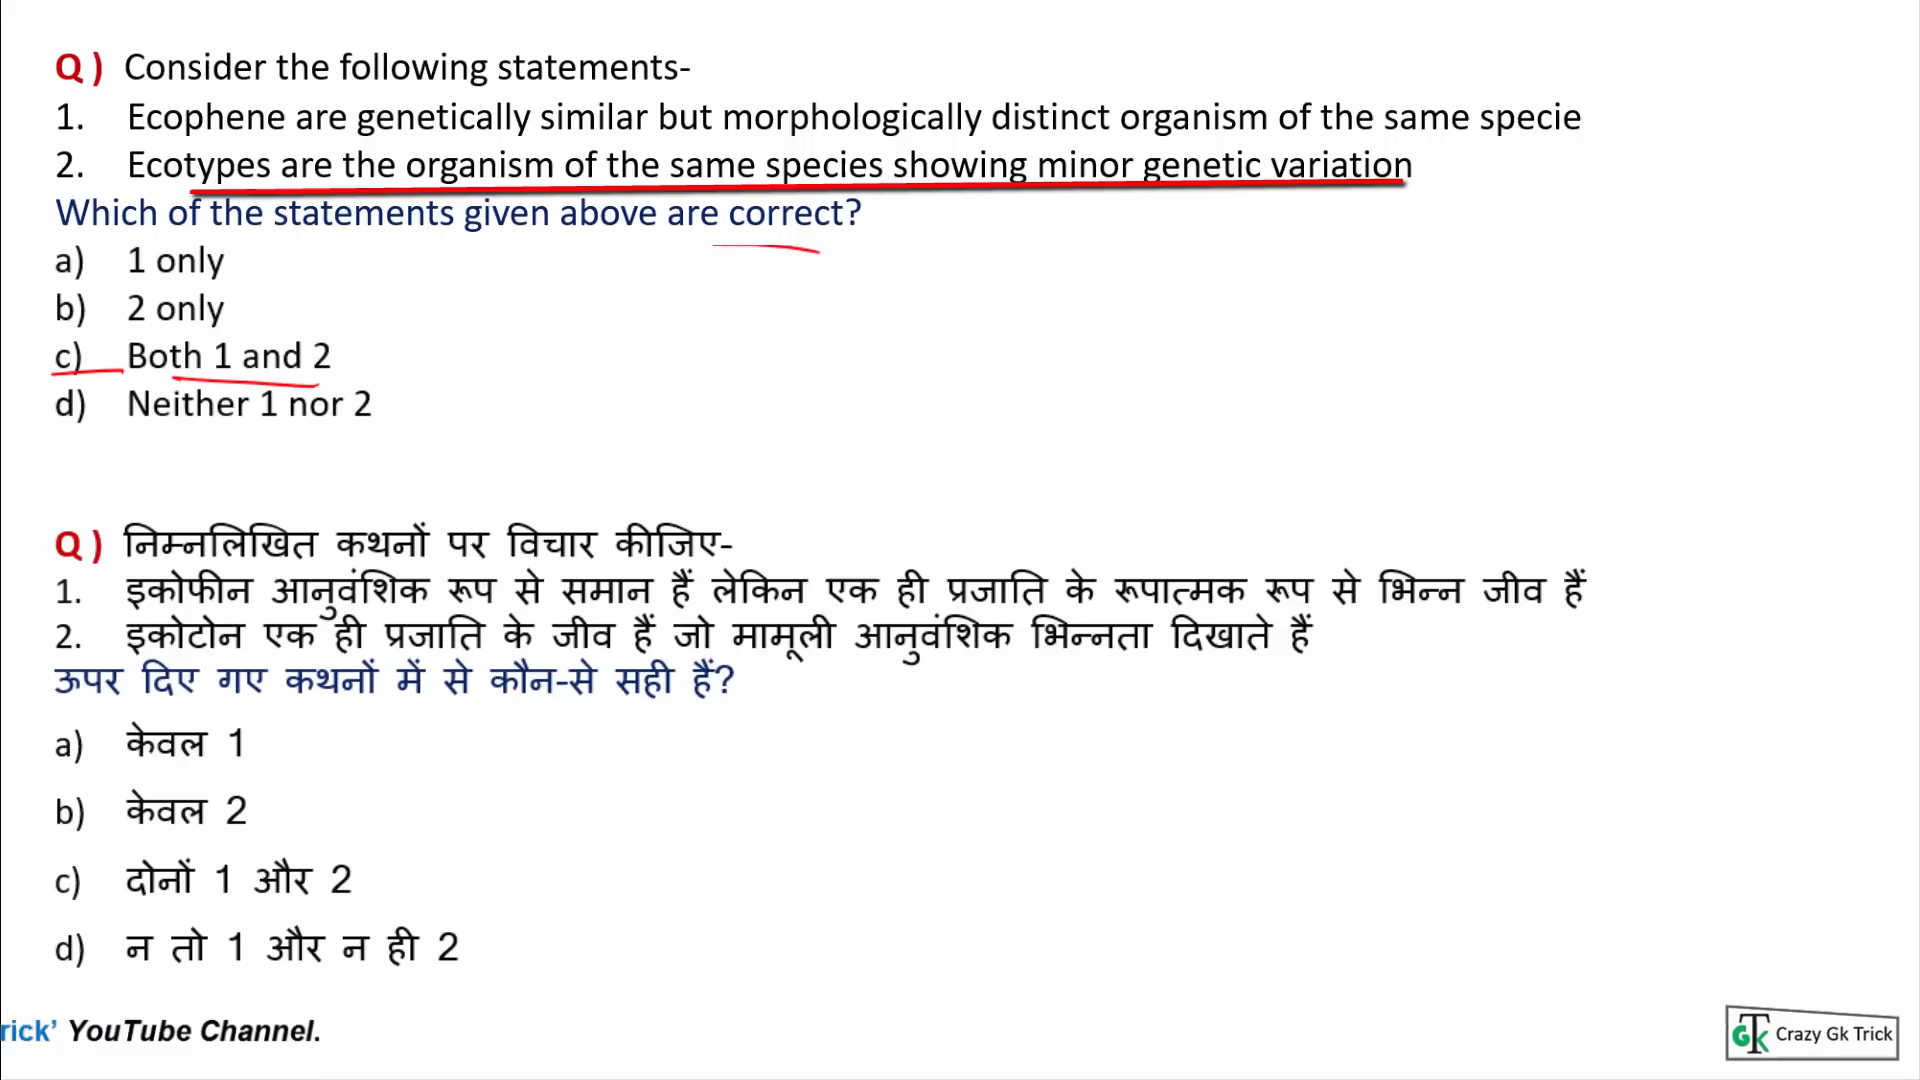 Q ) Consider the following statements-
1. Ecophene are genetically similar but morphologically distinct organism of the same specie
2. Ecotypes are the organism of the same species showing minor genetic variation
Which of the statements given above are correct?
a) 1 only
b) 2 only
c) Both 1 and 2
d) Neither 1 nor 2
Q ) निम्नलिखित कथनों पर विचार कीजिए-
1. इकोफीन आनुवंशिक रूप से समान हैं लेकिन एक ही प्रजाति के रूपात्मक रूप से भिन्न जीव हैं
2. इकोटोन एक ही प्रजाति के जीव हैं जो मामूली आनुवंशिक भिन्नता दिखाते हैं
ऊपर दिए गए कथनों में से कौन-से सही हैं?
a) केवल 1
b) केवल 2
c) दोनों 1 और 2
d) न तो 1 और न ही 2
rick’ YouTube Channel.
GTK Crazy Gk Trick